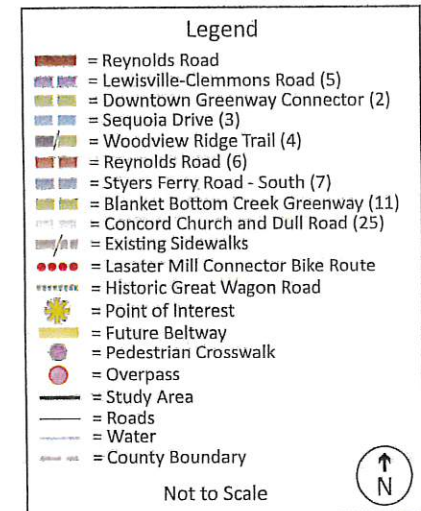 Legend
= Reynolds Road
= Lewisville-Clemmons Road (5)
= Downtown Greenway Connector (2)
= Sequoia Drive (3)
= Woodview Ridge Trail (4)
= Reynolds Road (6)
= Styers Ferry Road - South (7)
= Blanket Bottom Creek Greenway (11)
= Concord Church and Dull Road (25)
= Existing Sidewalks
= Lasater Mill Connector Bike Route
= Historic Great Wagon Road
= Point of Interest
= Future Beltway
= Pedestrian Crosswalk
= Overpass
= Study Area
= Roads
= Water
= County Boundary
Not to Scale
N